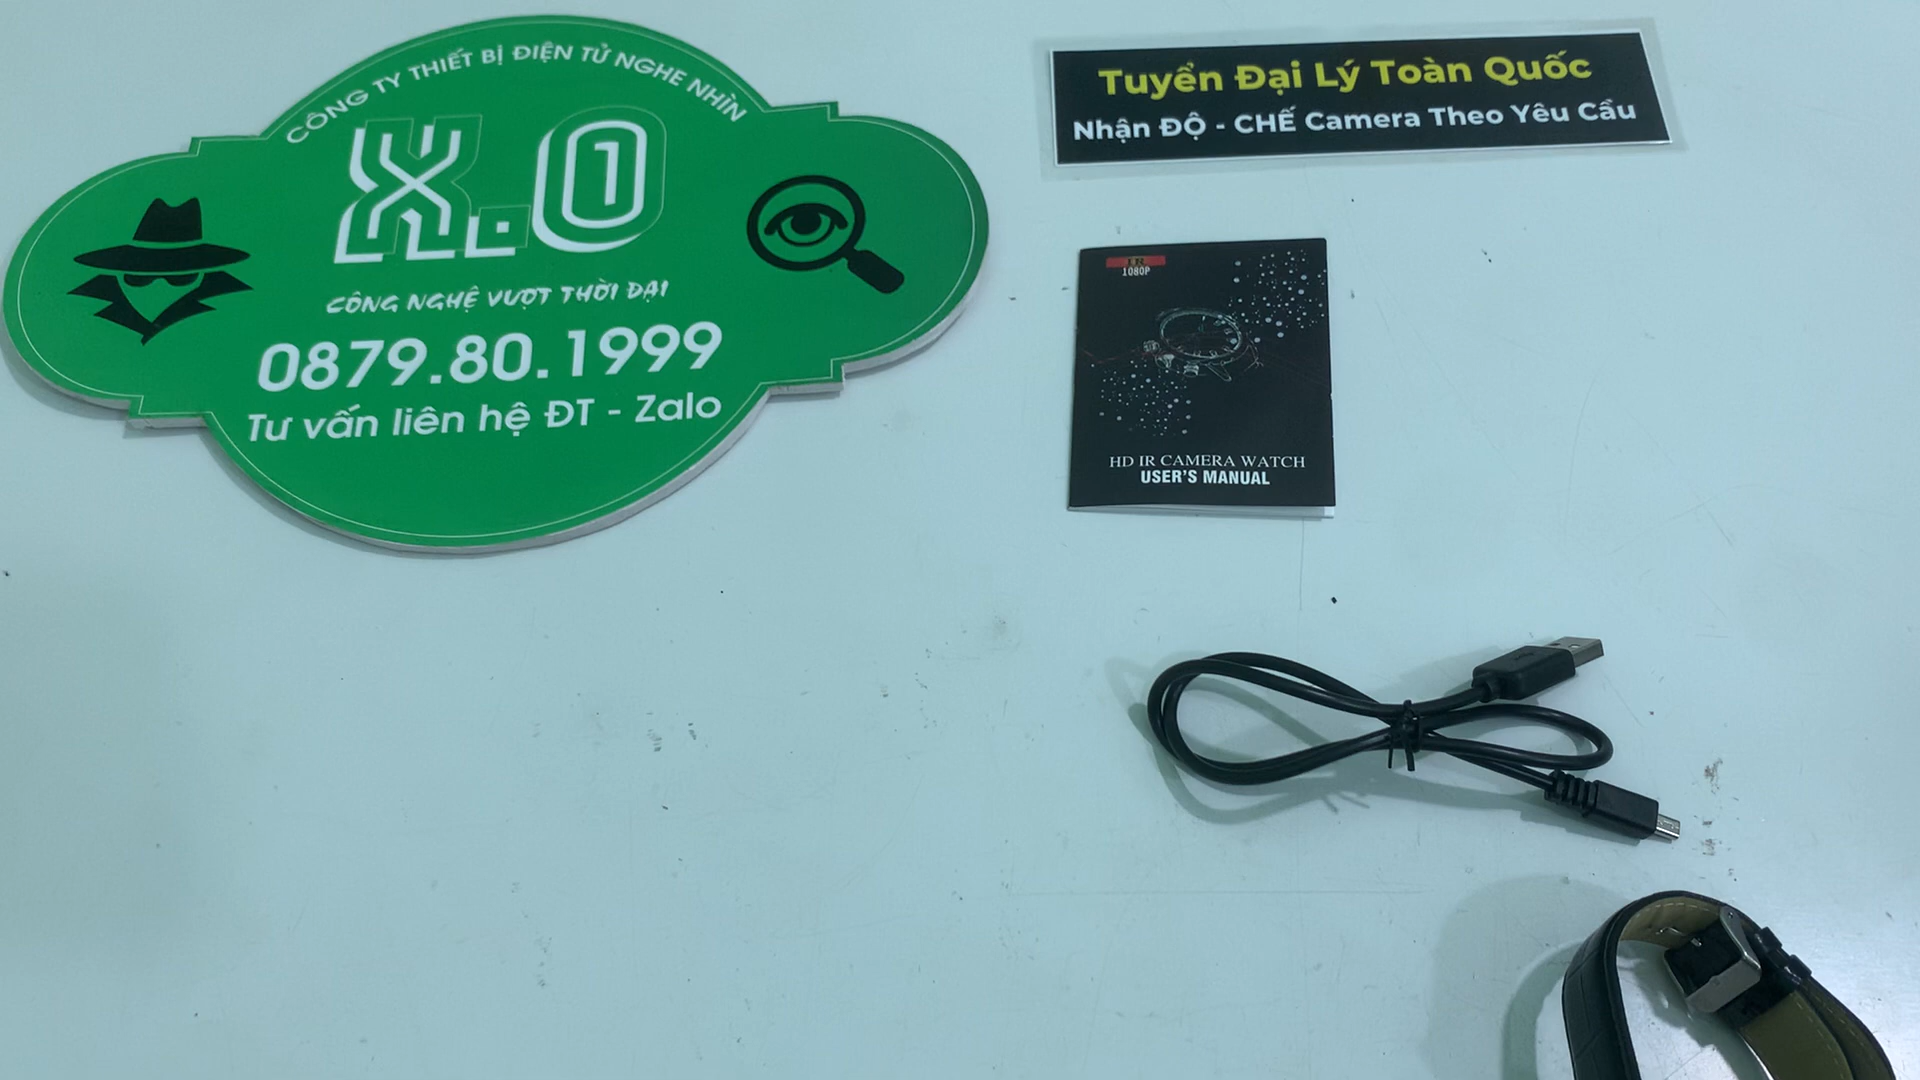 CÔNG TY THIẾT BỊ ĐIỆN TỬ NGHE NHÌN
X.O
CÔNG NGHỆ VƯỢT THỜI ĐẠI
0879.80.1999
Tư vấn liên hệ ĐT - Zalo
Tuyển Đại Lý Toàn Quốc
Nhận ĐỘ - CHẾ Camera Theo Yêu Cầu
IR
1080P
HD IR CAMERA WATCH
USER'S MANUAL